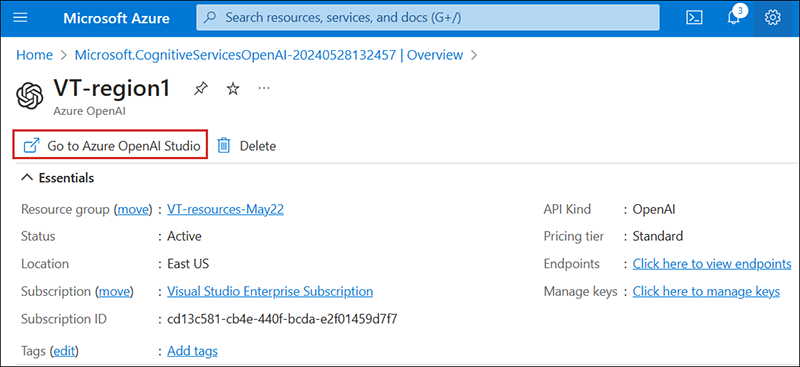 Microsoft Azure
Search resources, services, and docs (G+/)
3
Home > Microsoft.CognitiveServicesOpenAI-20240528132457 | Overview >
VT-region1
Azure OpenAI
Go to Azure OpenAI Studio
Delete
Essentials
Resource group (move) : VT-resources-May22
Status : Active
Location : East US
Subscription (move) : Visual Studio Enterprise Subscription
Subscription ID : cd13c581-cb4e-440f-bcda-e2f01459d7f7
Tags (edit) : Add tags
API Kind : OpenAI
Pricing tier : Standard
Endpoints : Click here to view endpoints
Manage keys : Click here to manage keys